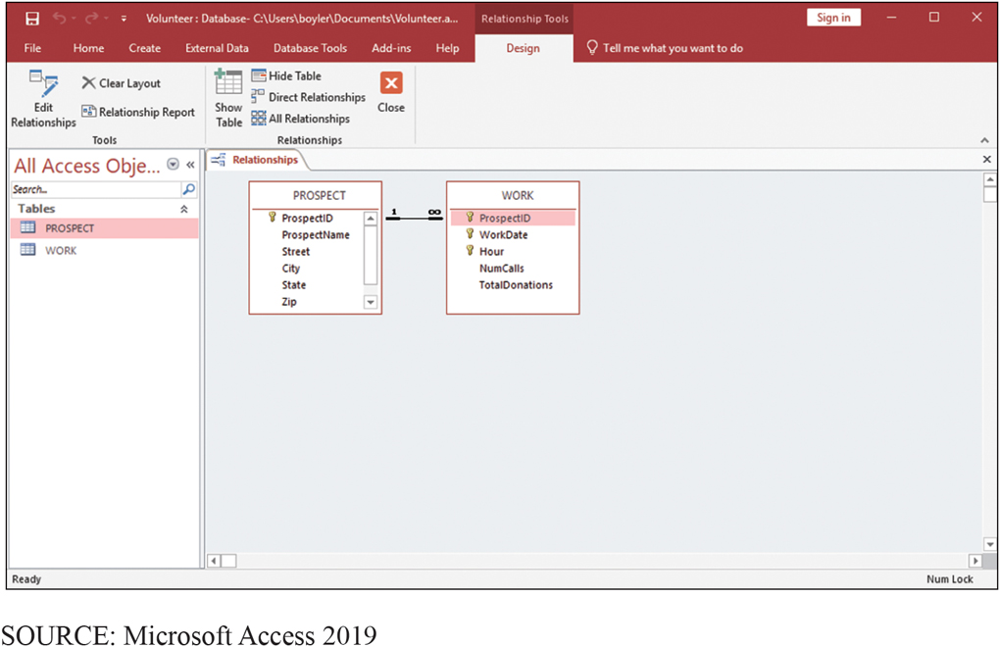 Volunteer : Database- C:\Users\boyler\Documents\Volunteer.a...
Relationship Tools
Sign in
File Home Create External Data Database Tools Add-ins Help Design Tell me what you want to do
Edit Relationships
Clear Layout
Relationship Report
Tools
Show Table
Hide Table
Direct Relationships
All Relationships
Close
Relationships
All Access Obje...
Search...
Tables
PROSPECT
WORK
Relationships
PROSPECT
ProspectID
ProspectName
Street
City
State
Zip
1 ∞
WORK
ProspectID
WorkDate
Hour
NumCalls
TotalDonations
Ready
Num Lock
SOURCE: Microsoft Access 2019